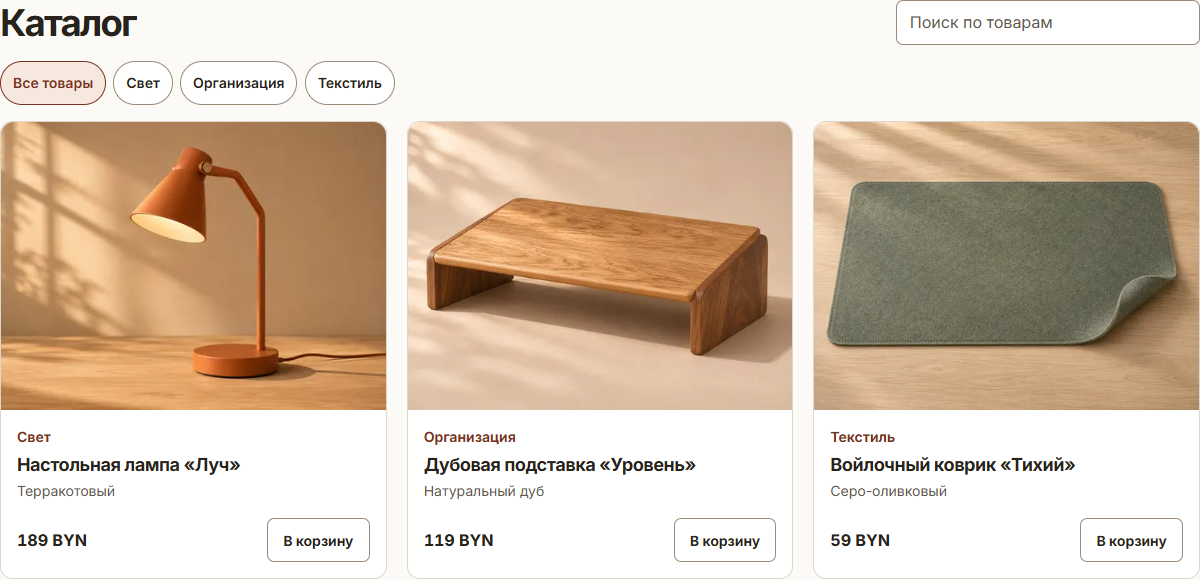 Каталог
Поиск по товарам
Все товары
Свет
Организация
Текстиль
Свет
Настольная лампа «Луч»
Терракотовый
189 BYN
В корзину
Организация
Дубовая подставка «Уровень»
Натуральный дуб
119 BYN
В корзину
Текстиль
Войлочный коврик «Тихий»
Серо-оливковый
59 BYN
В корзину